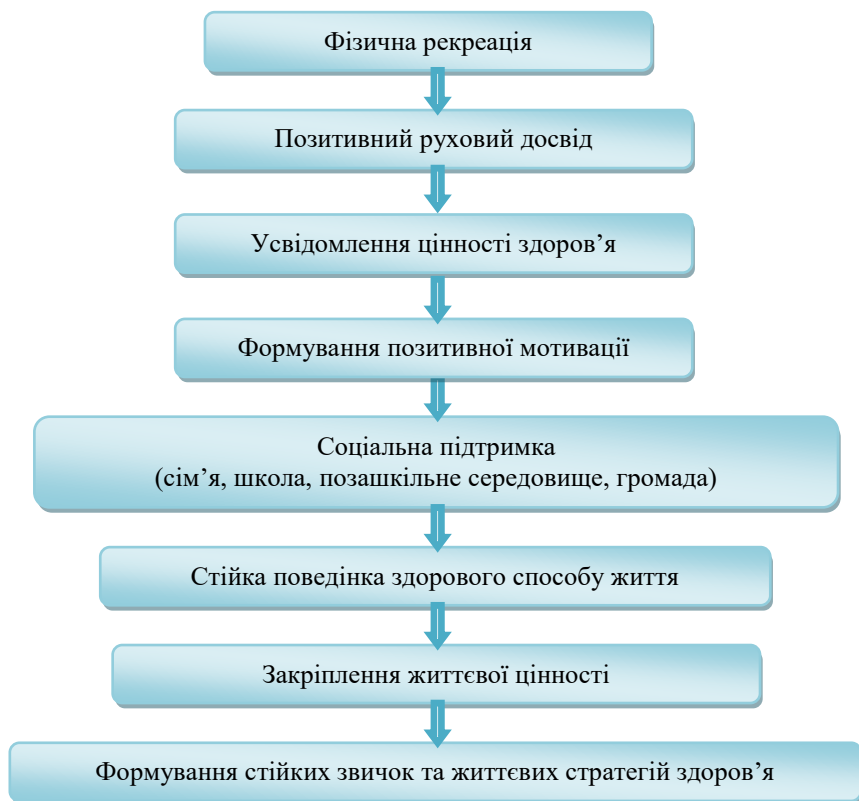 Фізична рекреація
Позитивний руховий досвід
Усвідомлення цінності здоров’я
Формування позитивної мотивації
Соціальна підтримка
(сім’я, школа, позашкільне середовище, громада)
Стійка поведінка здорового способу життя
Закріплення життєвої цінності
Формування стійких звичок та життєвих стратегій здоров’я